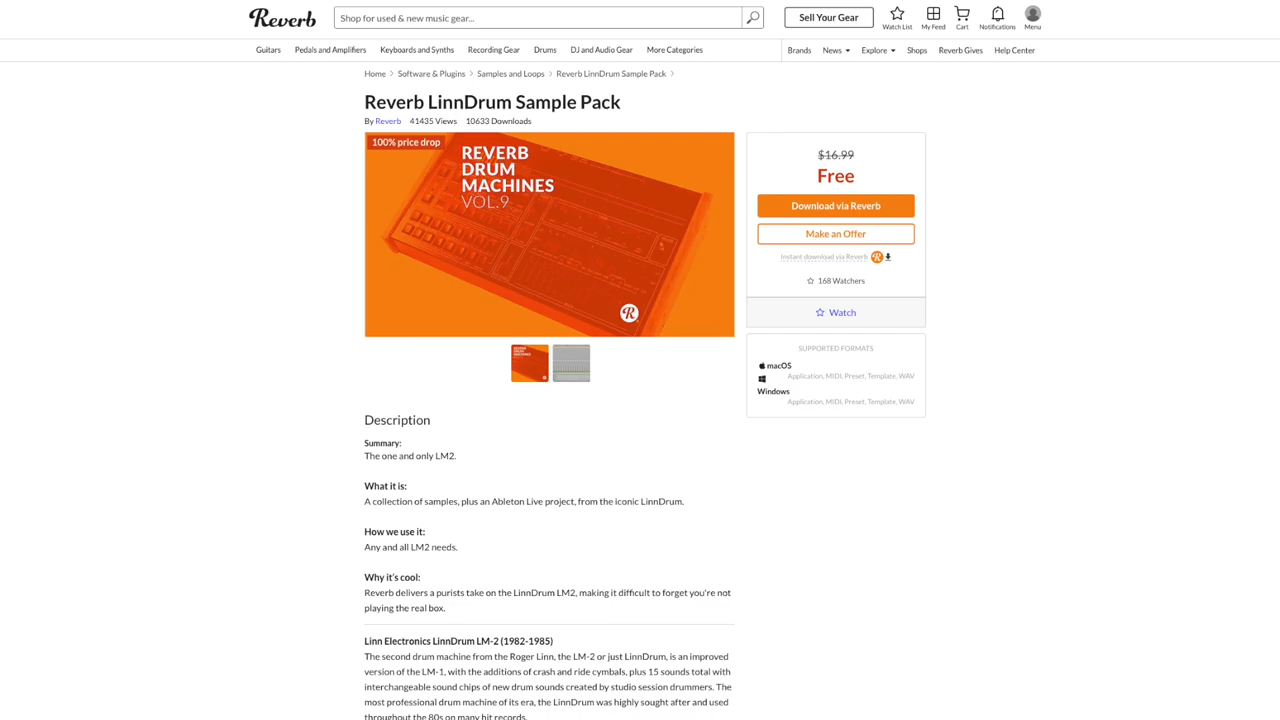 Reverb
Shop for used & new music gear...
Sell Your Gear
Watch List
My Feed
Cart
Notifications
Menu
Guitars
Pedals and Amplifiers
Keyboards and Synths
Recording Gear
Drums
DJ and Audio Gear
More Categories
Brands
News
Explore
Shops
Reverb Gives
Help Center
Home > Software & Plugins > Samples and Loops > Reverb LinnDrum Sample Pack >
Reverb LinnDrum Sample Pack
By Reverb 41435 Views 10633 Downloads
100% price drop
REVERB
DRUM
MACHINES
VOL.9
R
$16.99
Free
Download via Reverb
Make an Offer
Instant download via Reverb
168 Watchers
Watch
SUPPORTED FORMATS
macOS
Application, MIDI, Preset, Template, WAV
Windows
Application, MIDI, Preset, Template, WAV
Description
Summary:
The one and only LM2.
What it is:
A collection of samples, plus an Ableton Live project, from the iconic LinnDrum.
How we use it:
Any and all LM2 needs.
Why it's cool:
Reverb delivers a purists take on the LinnDrum LM2, making it difficult to forget you're not
playing the real box.
Linn Electronics LinnDrum LM-2 (1982-1985)
The second drum machine from the Roger Linn, the LM-2 or just LinnDrum, is an improved
version of the LM-1, with the additions of crash and ride cymbals, plus 15 sounds total with
interchangeable sound chips of new drum sounds created by studio session drummers. The
most professional drum machine of its era, the LinnDrum was highly sought after and used
throughout the 80s on many hit records.